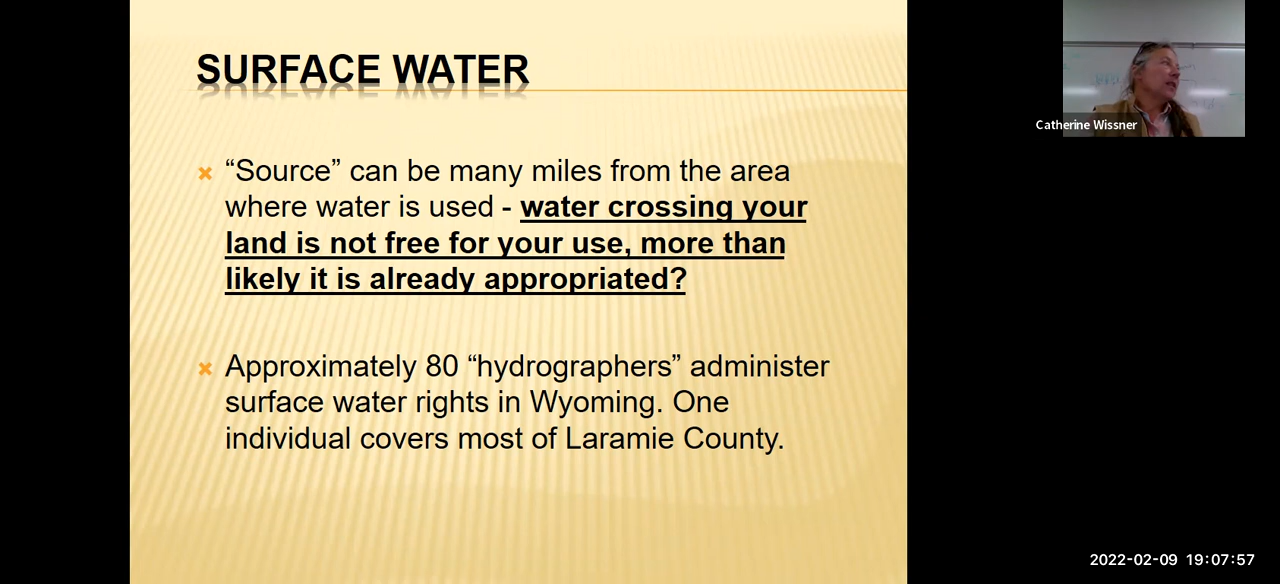 SURFACE WATER
“Source” can be many miles from the area
where water is used - water crossing your
land is not free for your use, more than
likely it is already appropriated?
Approximately 80 “hydrographers” administer
surface water rights in Wyoming. One
individual covers most of Laramie County.
Catherine Wissner
2022-02-09 19:07:57